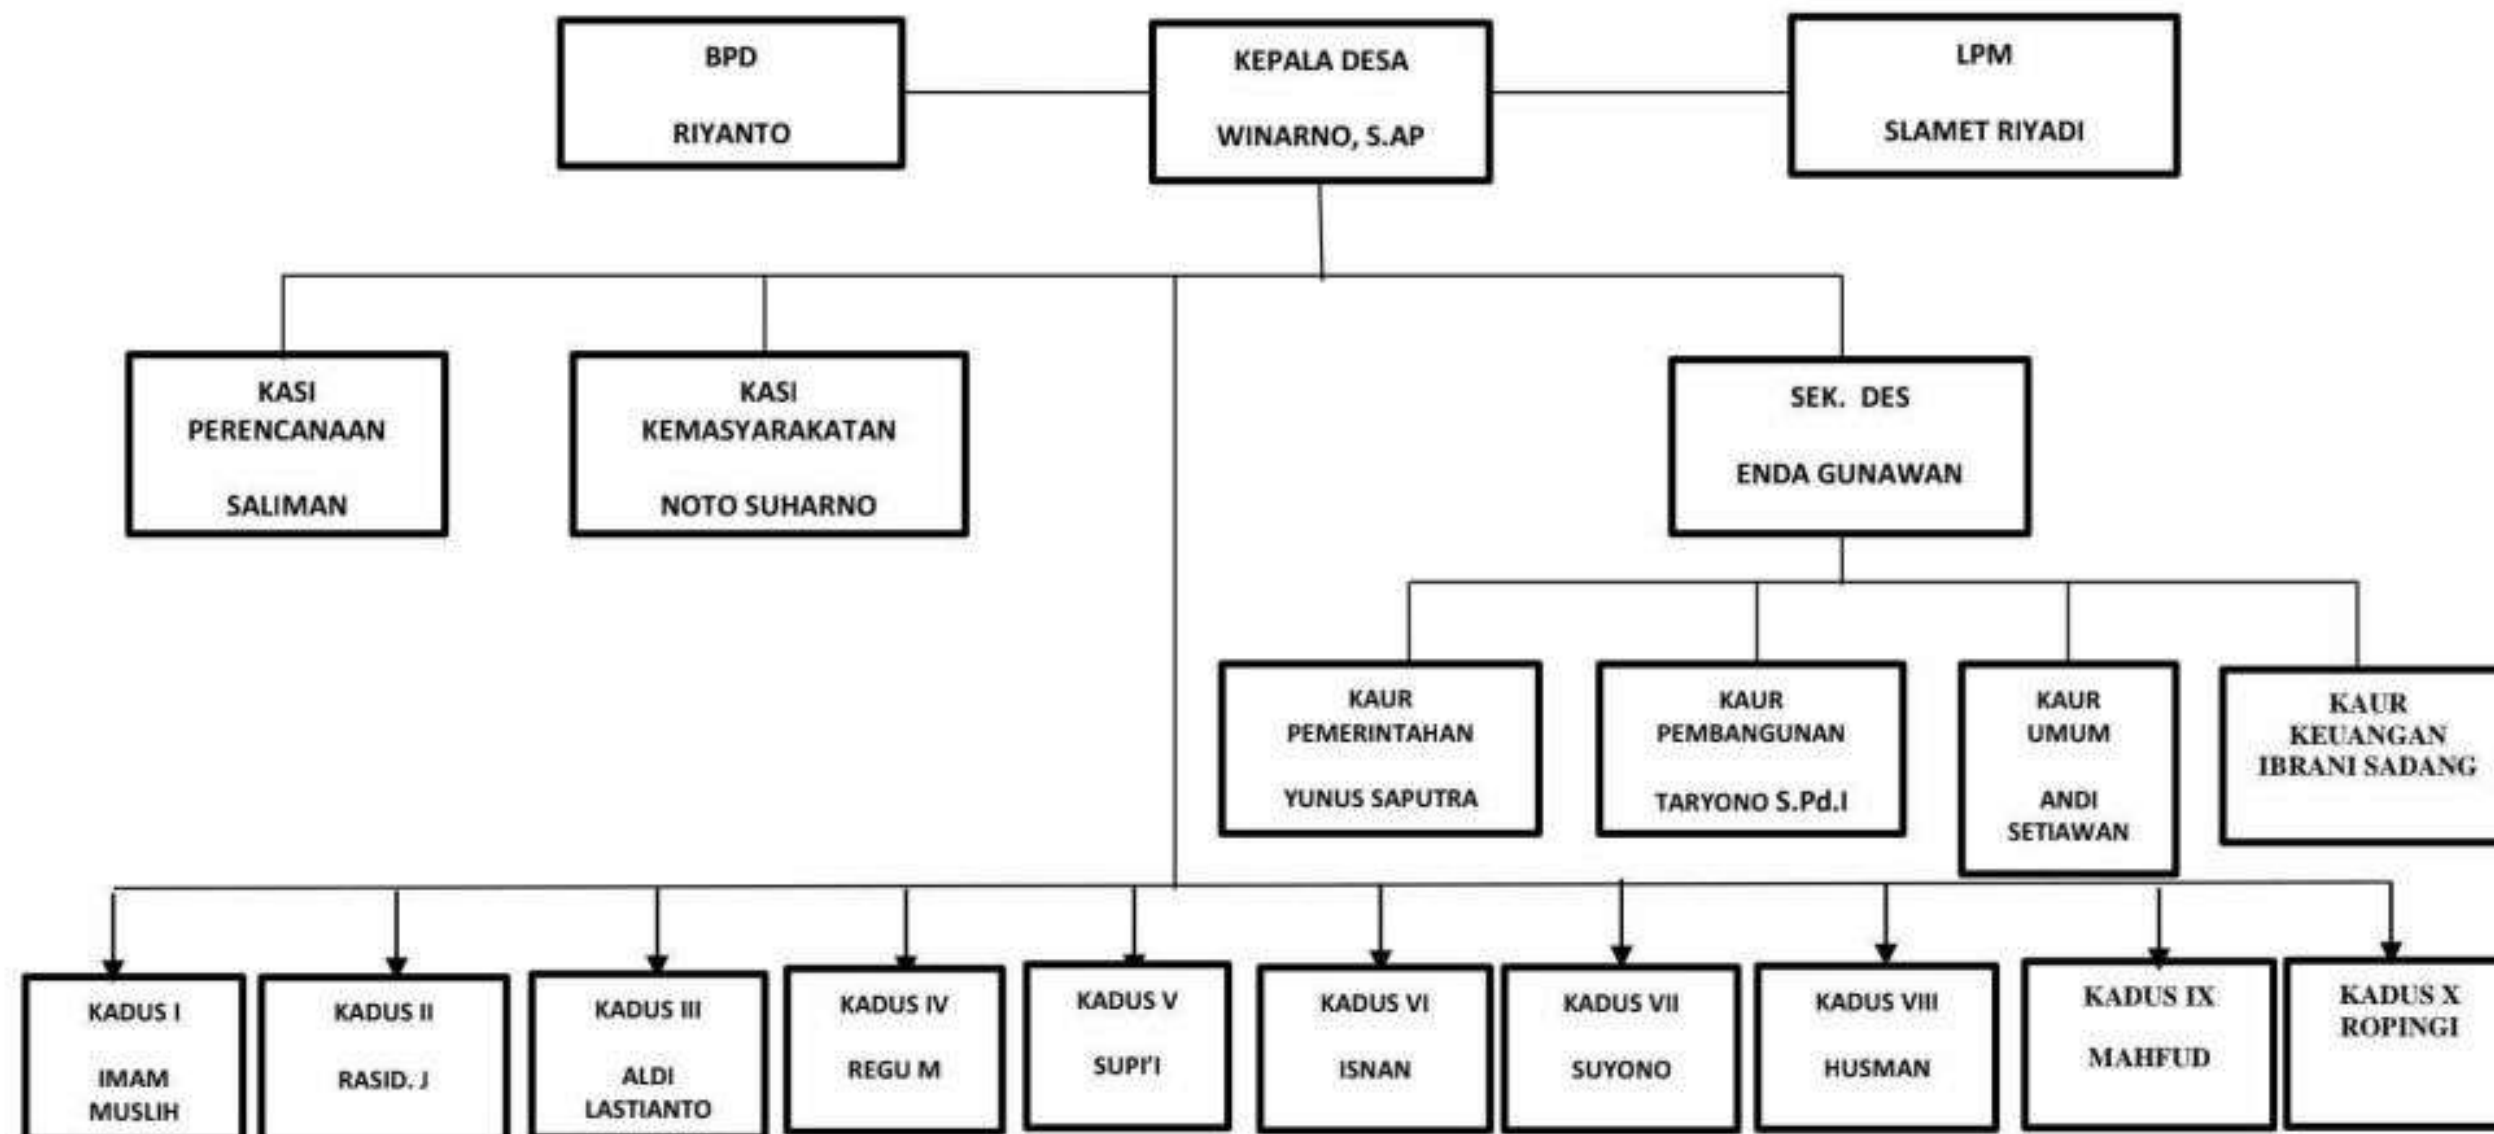 BPD
RIYANTO
KEPALA DESA
WINARNO, S.AP
LPM
SLAMET RIYADI
KASI
PERENCANAAN
SALIMAN
KASI
KEMASYARAKATAN
NOTO SUHARNO
SEK. DES
ENDA GUNAWAN
KAUR
PEMERINTAHAN
YUNUS SAPUTRA
KAUR
PEMBANGUNAN
TARYONO S.Pd.I
KAUR
UMUM
ANDI
SETIAWAN
KAUR
KEUANGAN
IBRANI SADANG
KADUS I
IMAM
MUSLIH
KADUS II
RASID. J
KADUS III
ALDI
LASTIANTO
KADUS IV
REGU M
KADUS V
SUPI'I
KADUS VI
ISNAN
KADUS VII
SUYONO
KADUS VIII
HUSMAN
KADUS IX
MAHFUD
KADUS X
ROPINGI